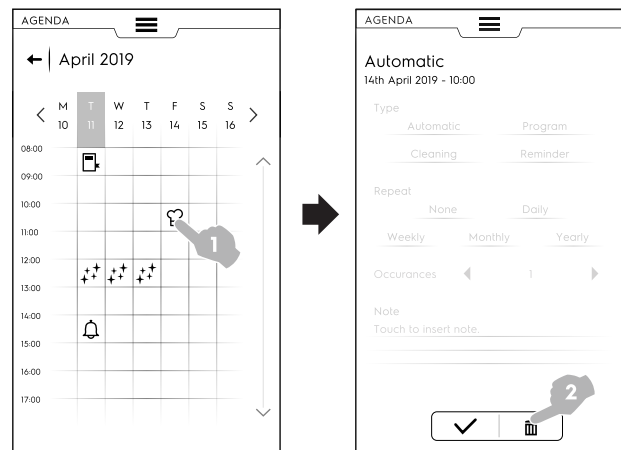 AGENDA
April 2019
M T W T F S S
10 11 12 13 14 15 16
08:00
09:00
10:00
11:00
12:00
13:00
14:00
15:00
16:00
17:00
1
AGENDA
Automatic
14th April 2019 - 10:00
Type
Automatic Program
Cleaning Reminder
Repeat
None Daily
Weekly Monthly Yearly
Occurances 1
Note
Touch to insert note.
2